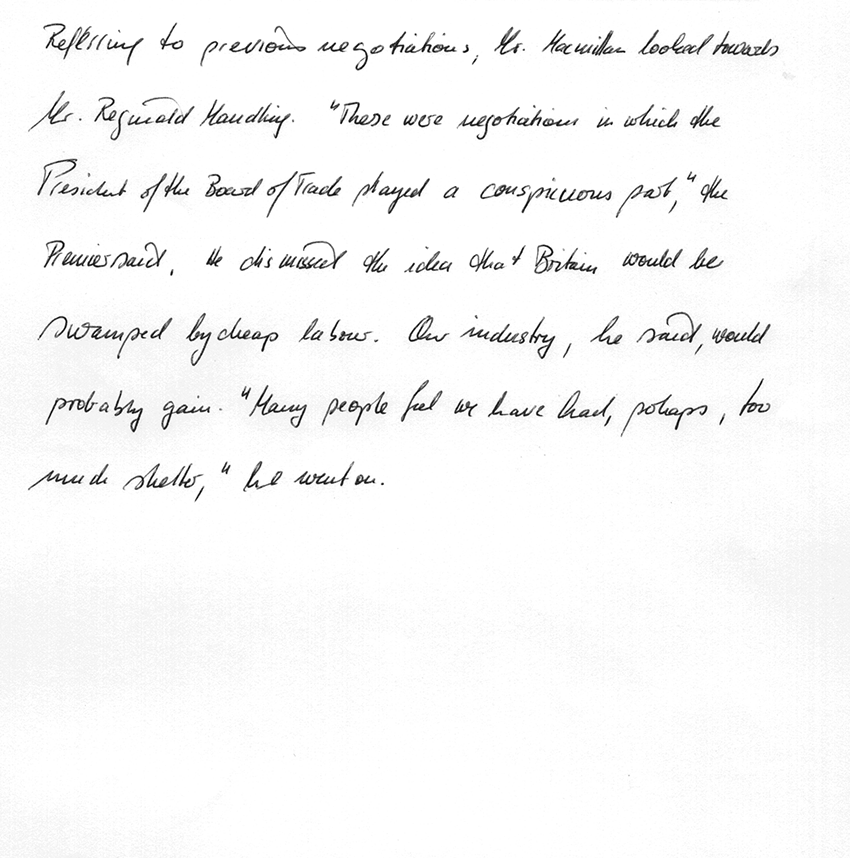 Referring to previous negotiations, Mr. Macmillan looked towards
Mr. Reginald Maudling. "These were negotiations in which the
President of the Board of Trade played a conspicuous part," the
Premier said. He dismissed the idea that Britain would be
swamped by cheap labour. Our industry, he said, would
probably gain. "Many people feel we have had, perhaps, too
much shelter," he went on.